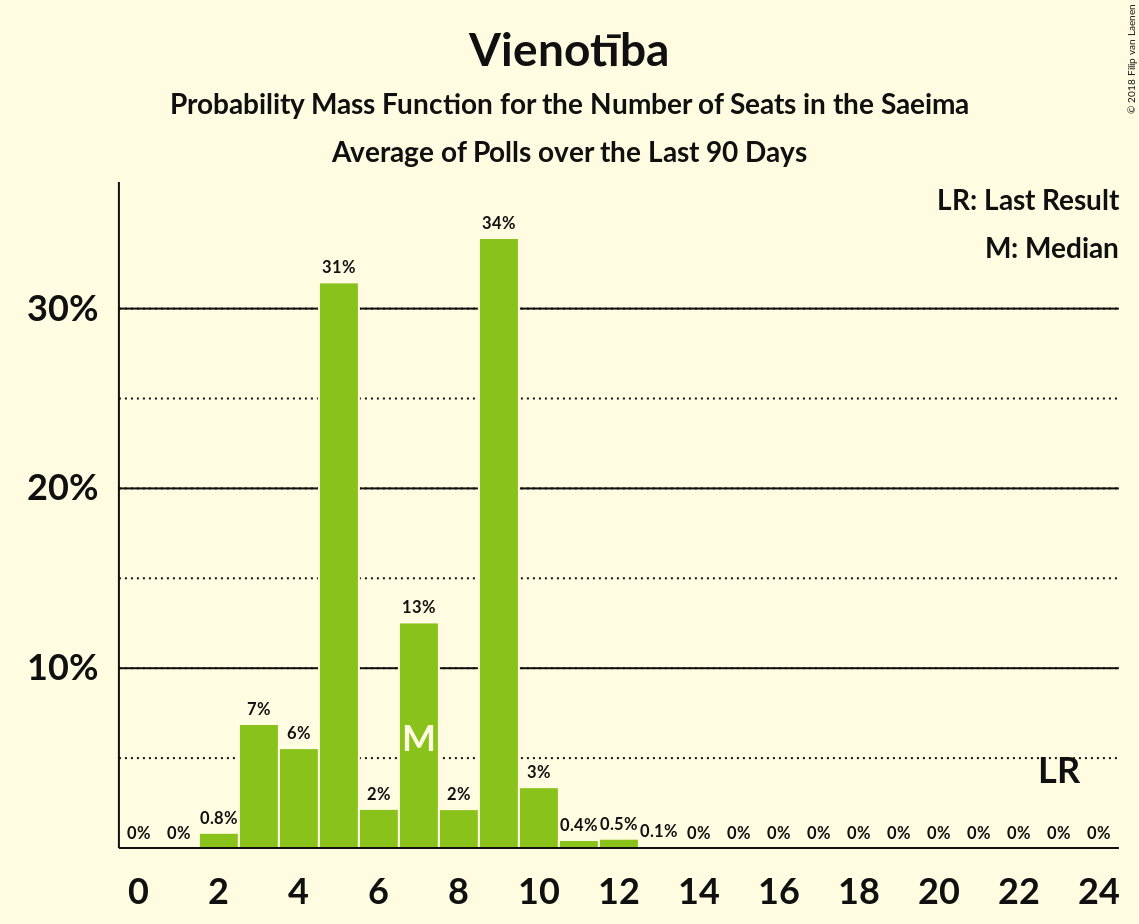 Vienotība
Probability Mass Function for the Number of Seats in the Saeima
Average of Polls over the Last 90 Days
© 2018 Filip van Laenen
LR: Last Result
M: Median
30%
20%
10%
0% 0% 0.8% 7% 6% 31% 2% 13% 2% 34% 3% 0.4% 0.5% 0.1% 0% 0% 0% 0% 0% 0% 0% 0% 0% 0% 0%
M
LR
0 2 4 6 8 10 12 14 16 18 20 22 24